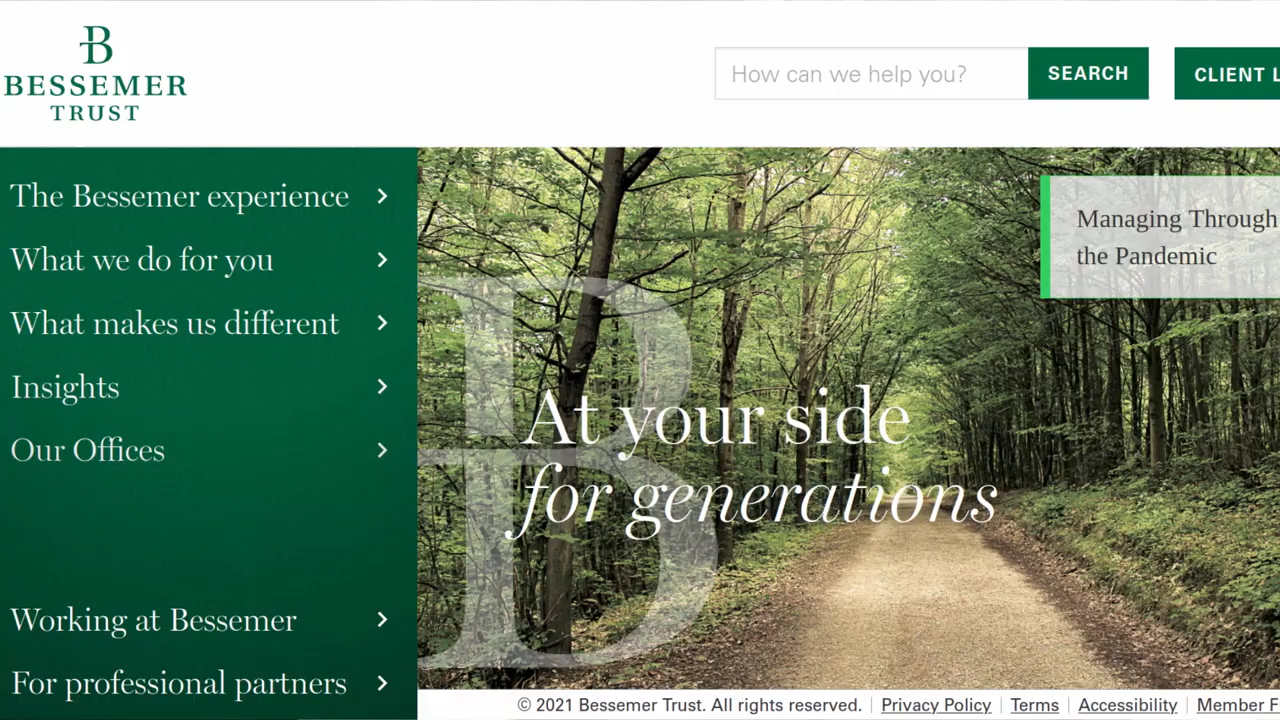 B
BESSEMER
TRUST
How can we help you?
SEARCH
CLIENT L
The Bessemer experience
What we do for you
What makes us different
Insights
Our Offices
Working at Bessemer
For professional partners
Managing Through
the Pandemic
B
At your side
for generations
© 2021 Bessemer Trust. All rights reserved. | Privacy Policy | Terms | Accessibility | Member F